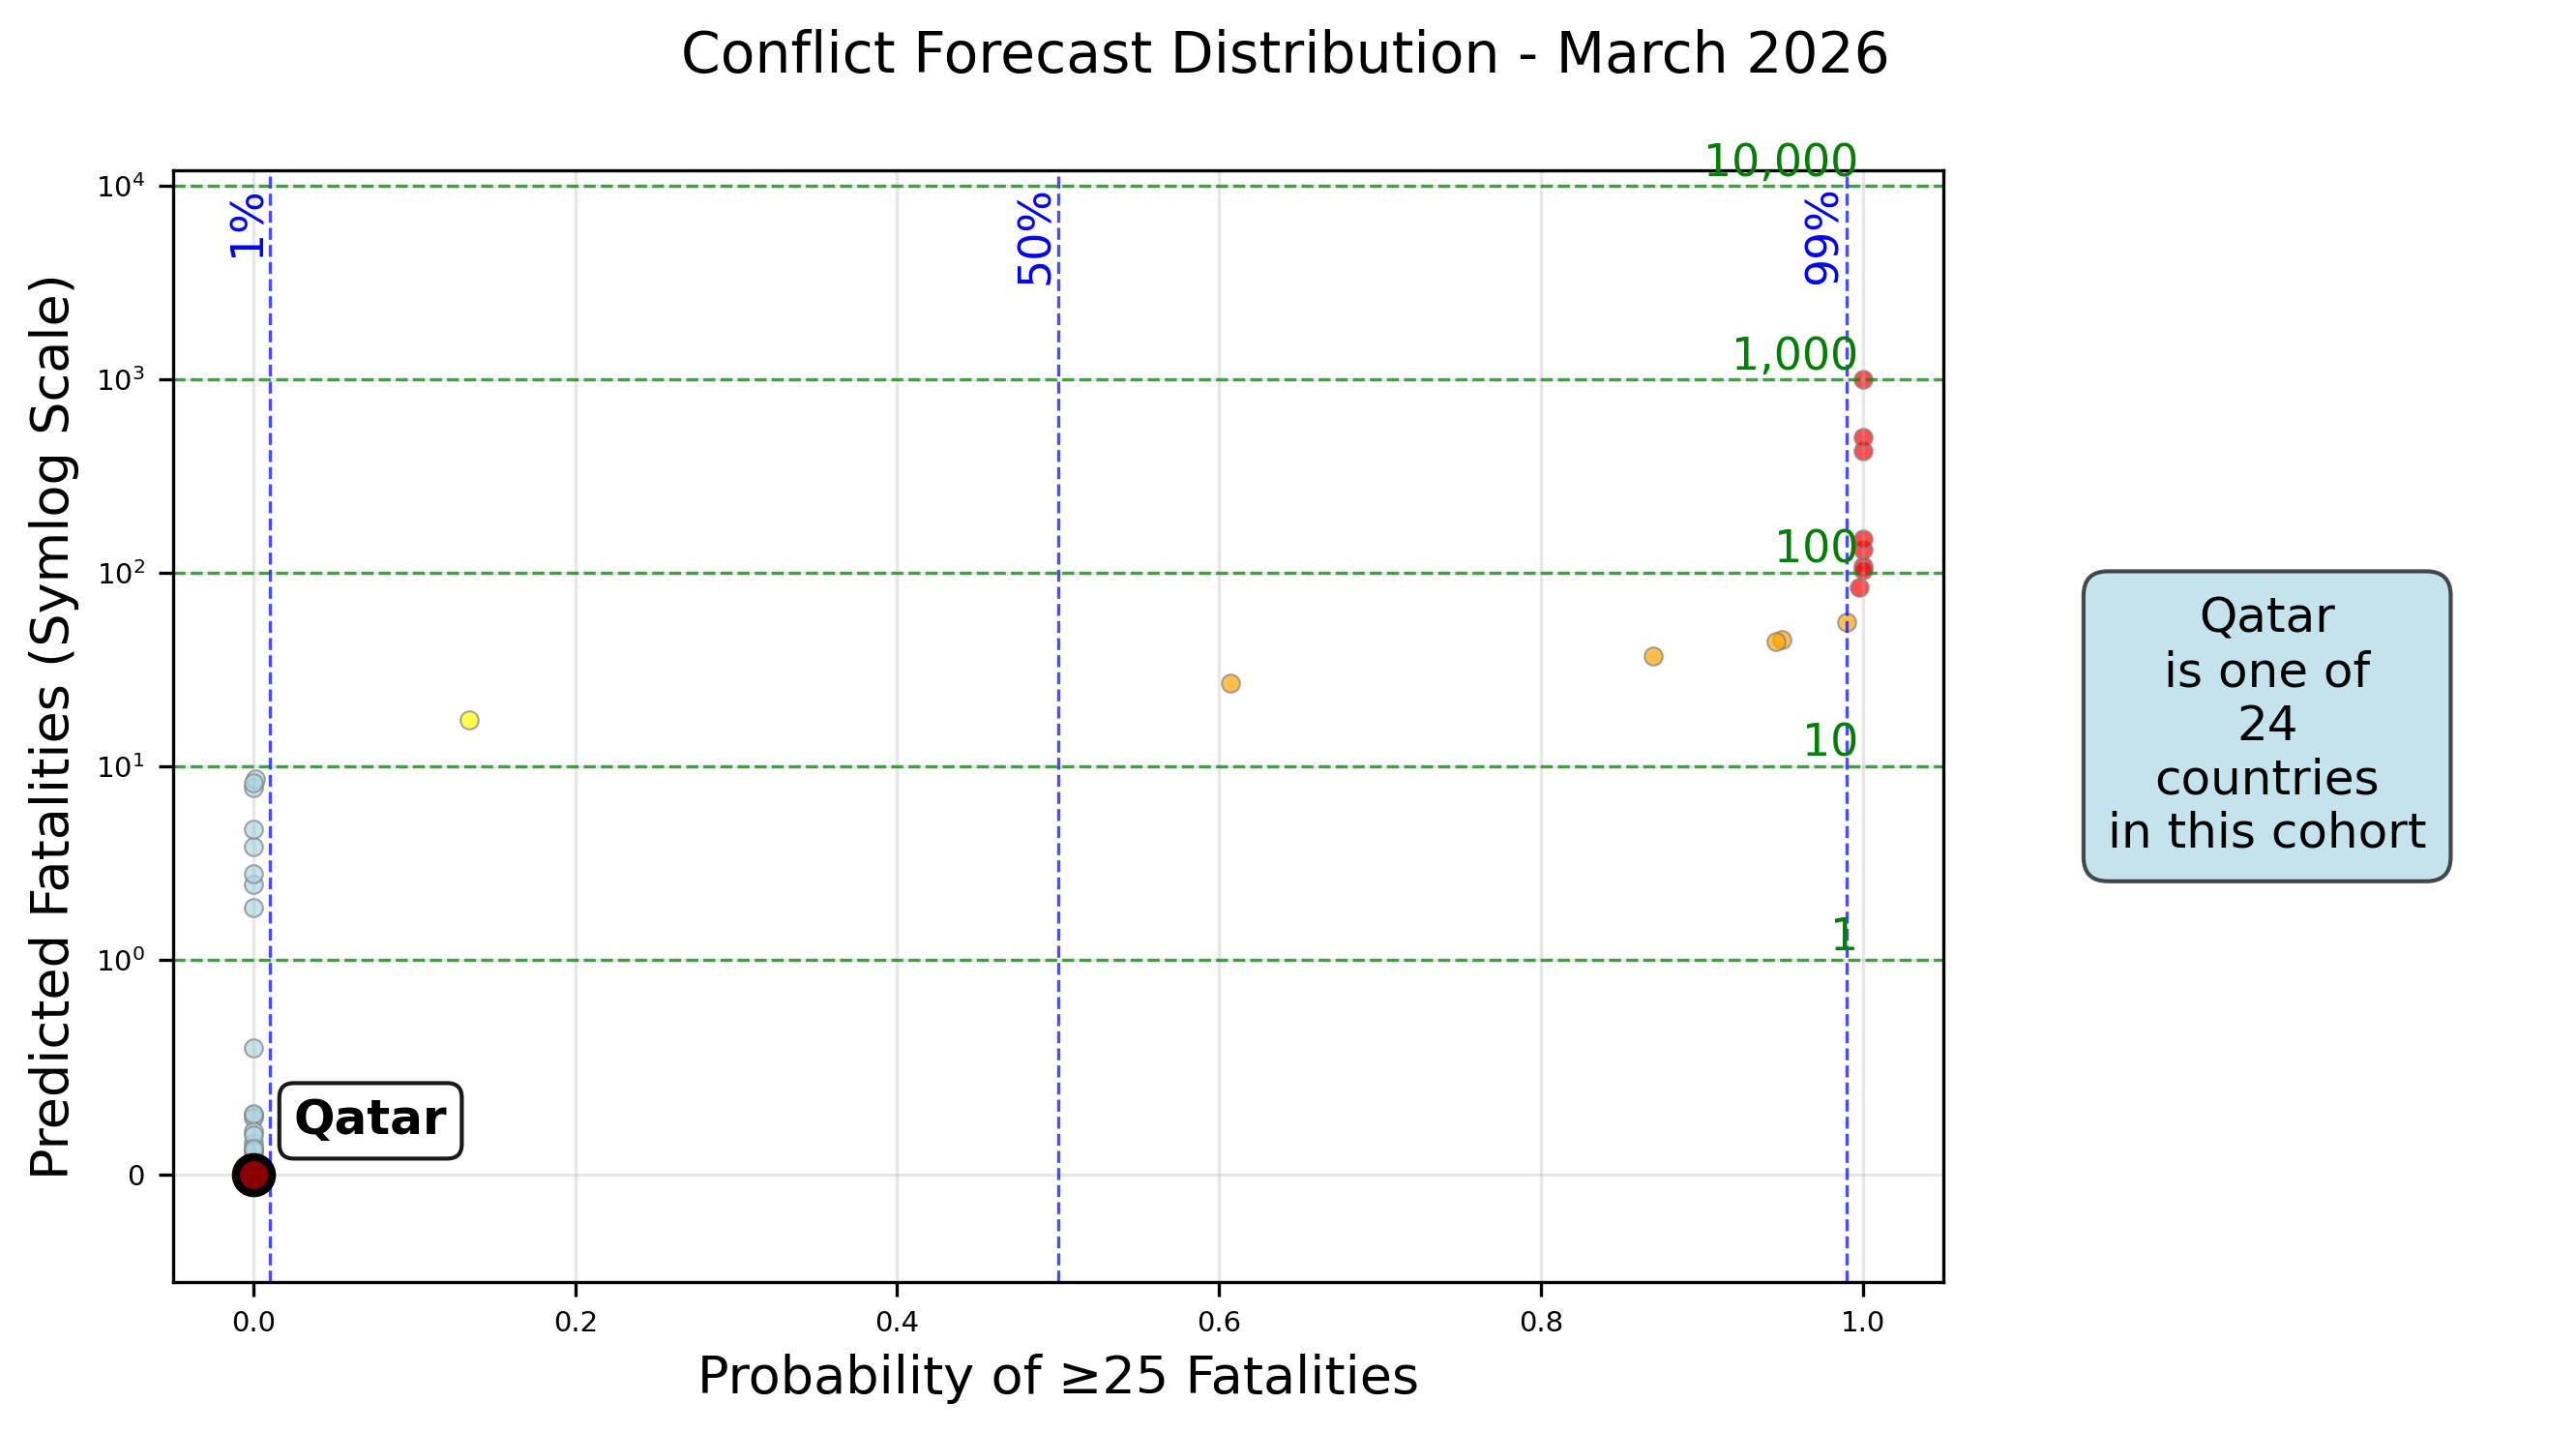 Conflict Forecast Distribution - March 2026
Predicted Fatalities (Symlog Scale)
10⁴
10³
10²
10¹
10⁰
0
1%
50%
99%
10,000
1,000
100
10
1
Qatar
0.0
0.2
0.4
0.6
0.8
1.0
Probability of ≥25 Fatalities
Qatar
is one of
24
countries
in this cohort